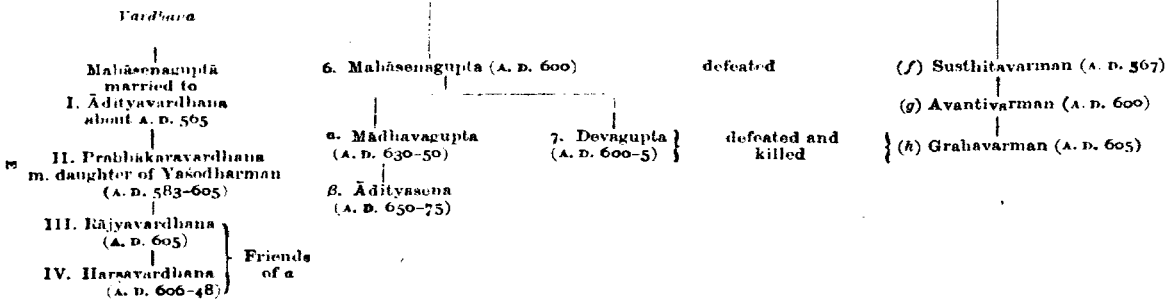 Vardhana
Mahāsenaguptā
married to
I. Ādityavardhana
about A. D. 565
II. Prabhākaravardhana
m. daughter of Yaśodharman
(A. D. 583–605)
III. Rājyavardhana
(A. D. 605)
IV. Harṣavardhana
(A. D. 606–48)
Friends
of α
6. Mahāsenagupta (A. D. 600)
α. Mādhavagupta
(A. D. 630–50)
β. Ādityasena
(A. D. 650–75)
7. Devagupta
(A. D. 600–5)
defeated
defeated and
killed
(f) Susthitavarman (A. D. 567)
(g) Avantivarman (A. D. 600)
(h) Grahavarman (A. D. 605)